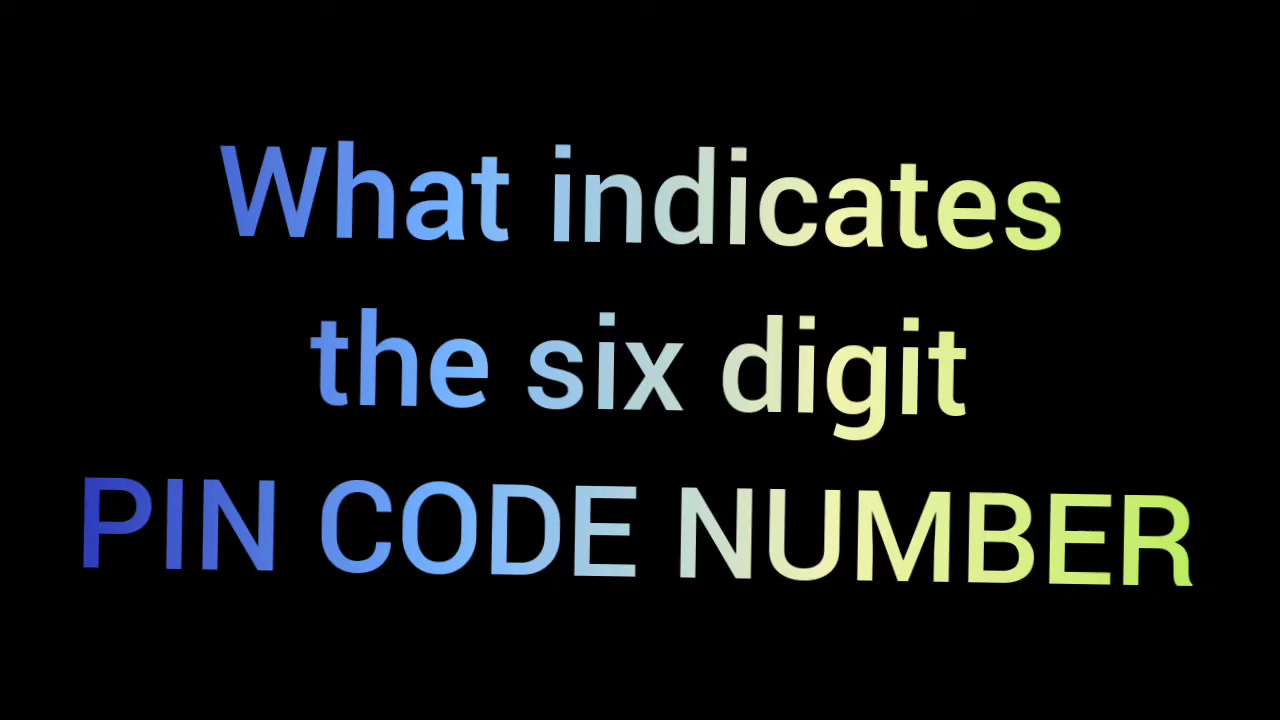 What indicates
the six digit
PIN CODE NUMBER